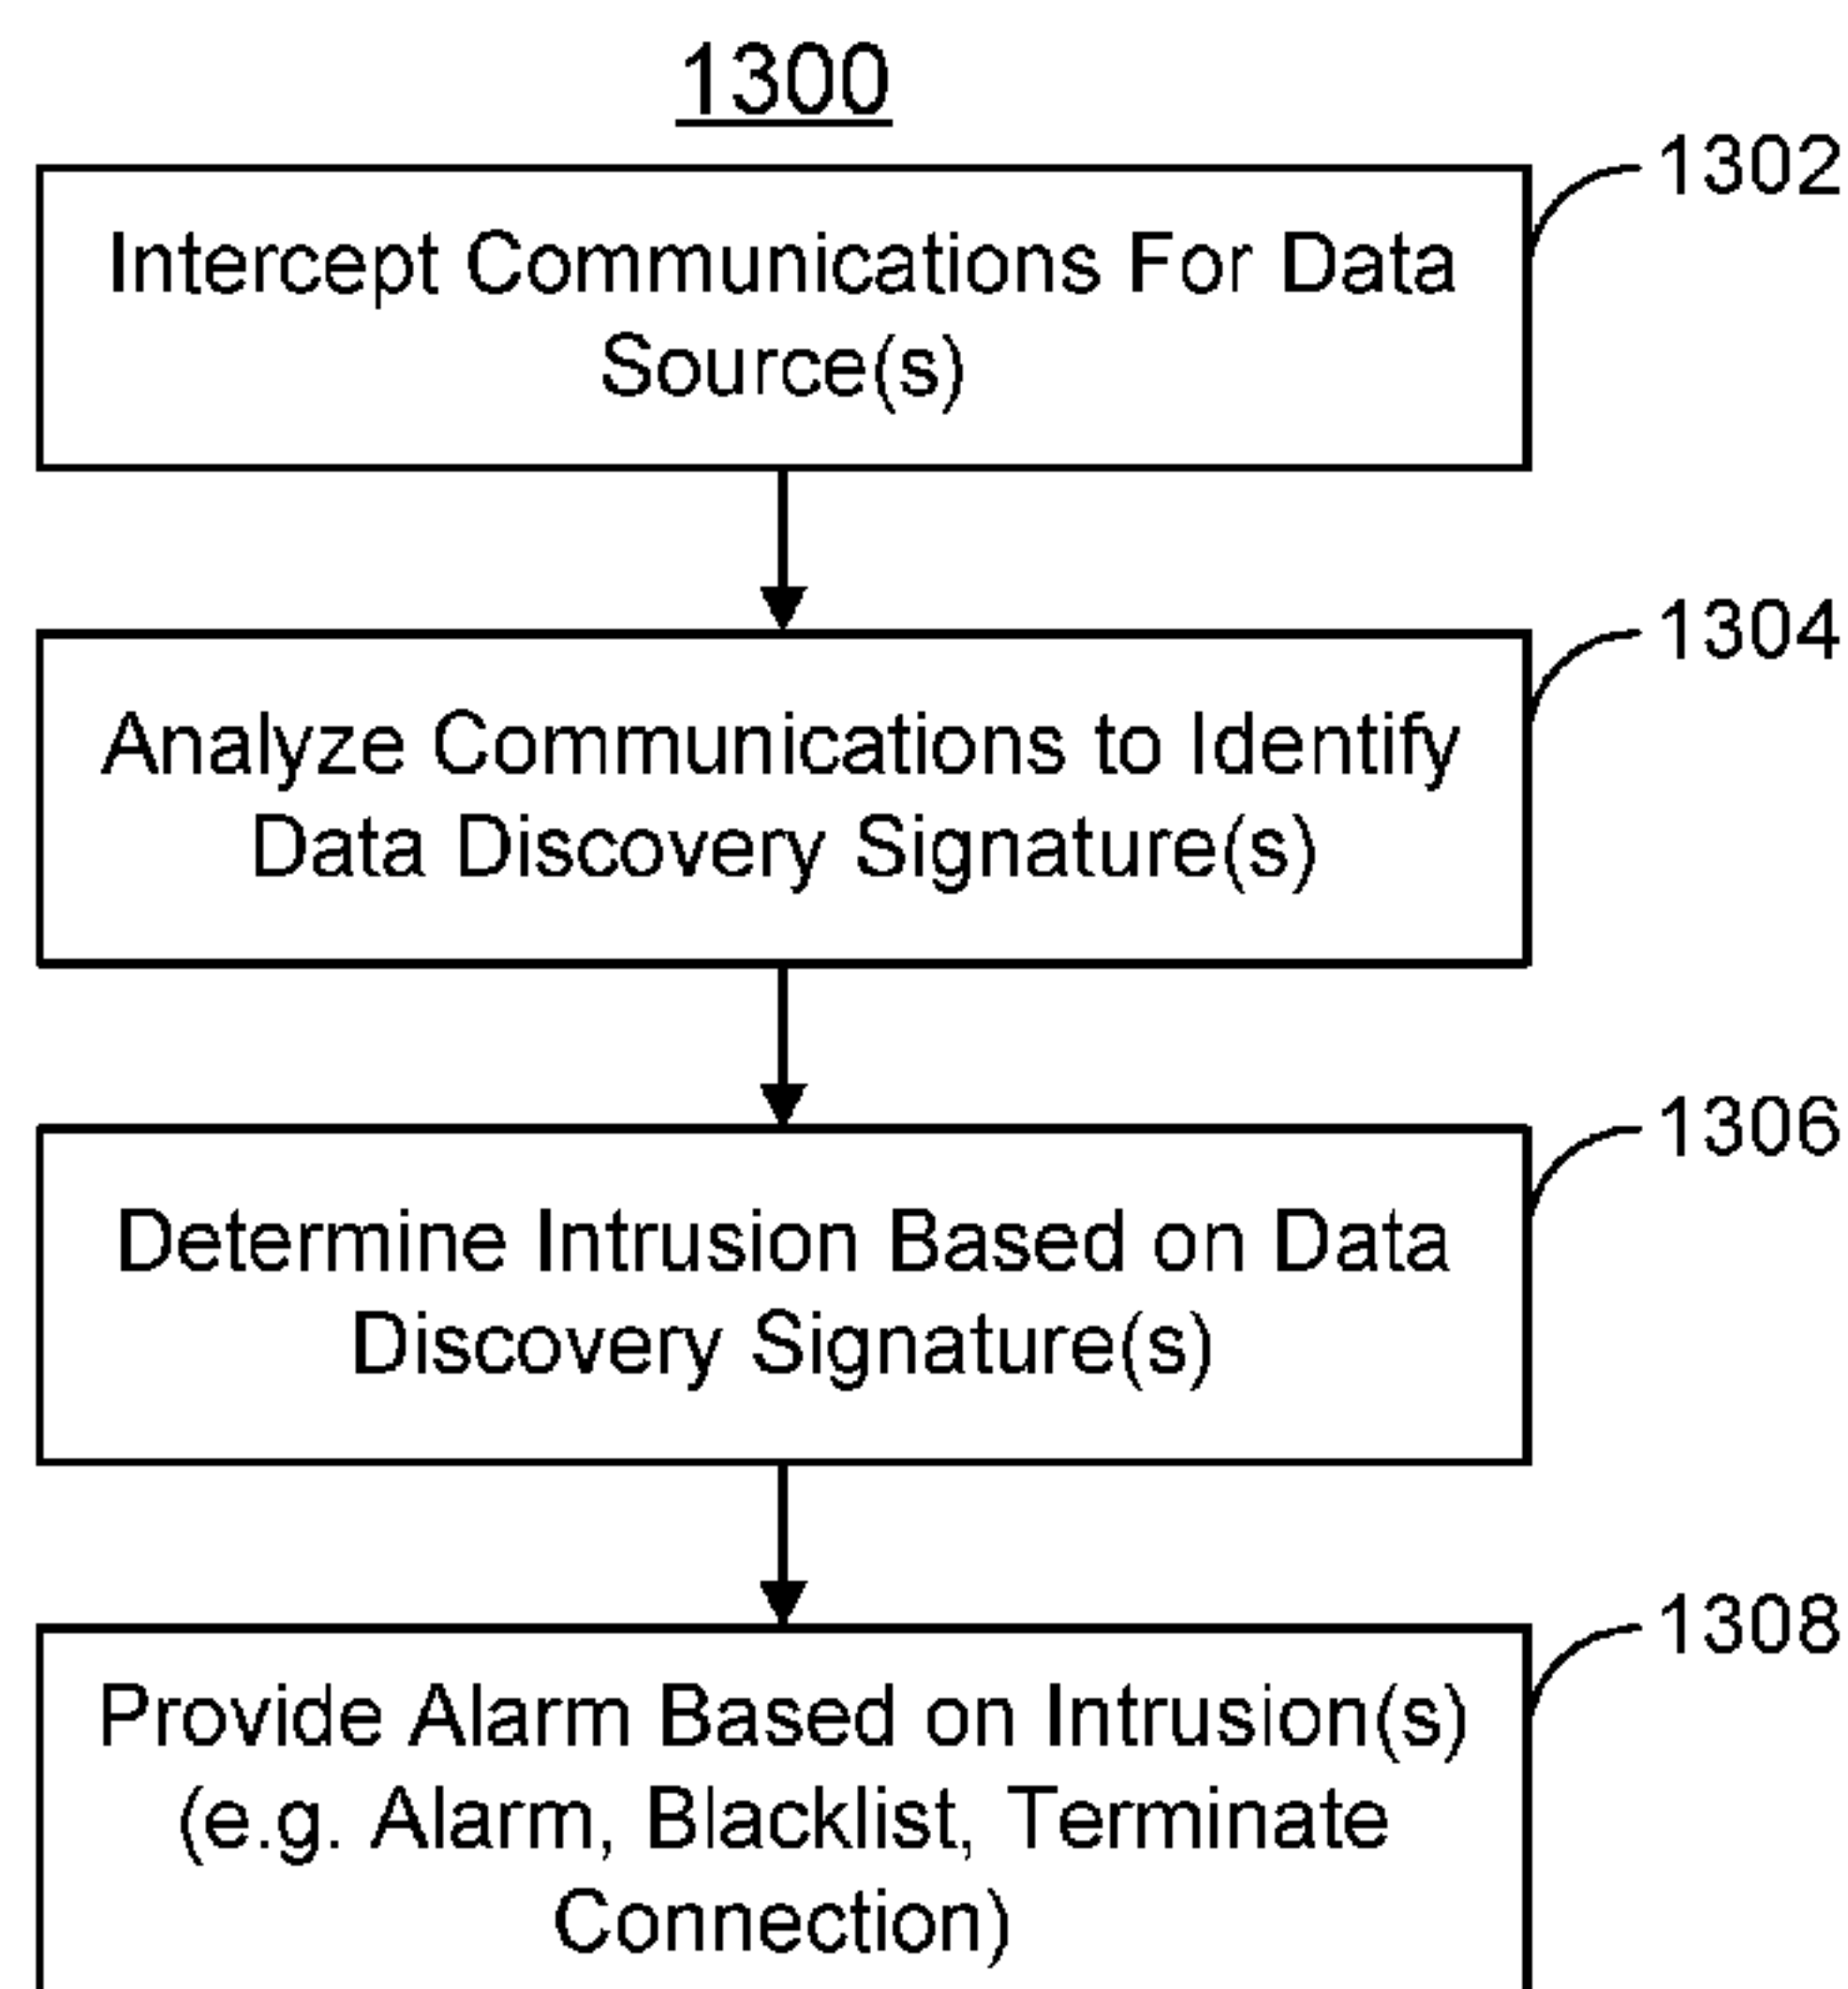 1300
1302
Intercept Communications For Data
Source(s)
1304
Analyze Communications to Identify
Data Discovery Signature(s)
1306
Determine Intrusion Based on Data
Discovery Signature(s)
1308
Provide Alarm Based on Intrusion(s)
(e.g. Alarm, Blacklist, Terminate
Connection)